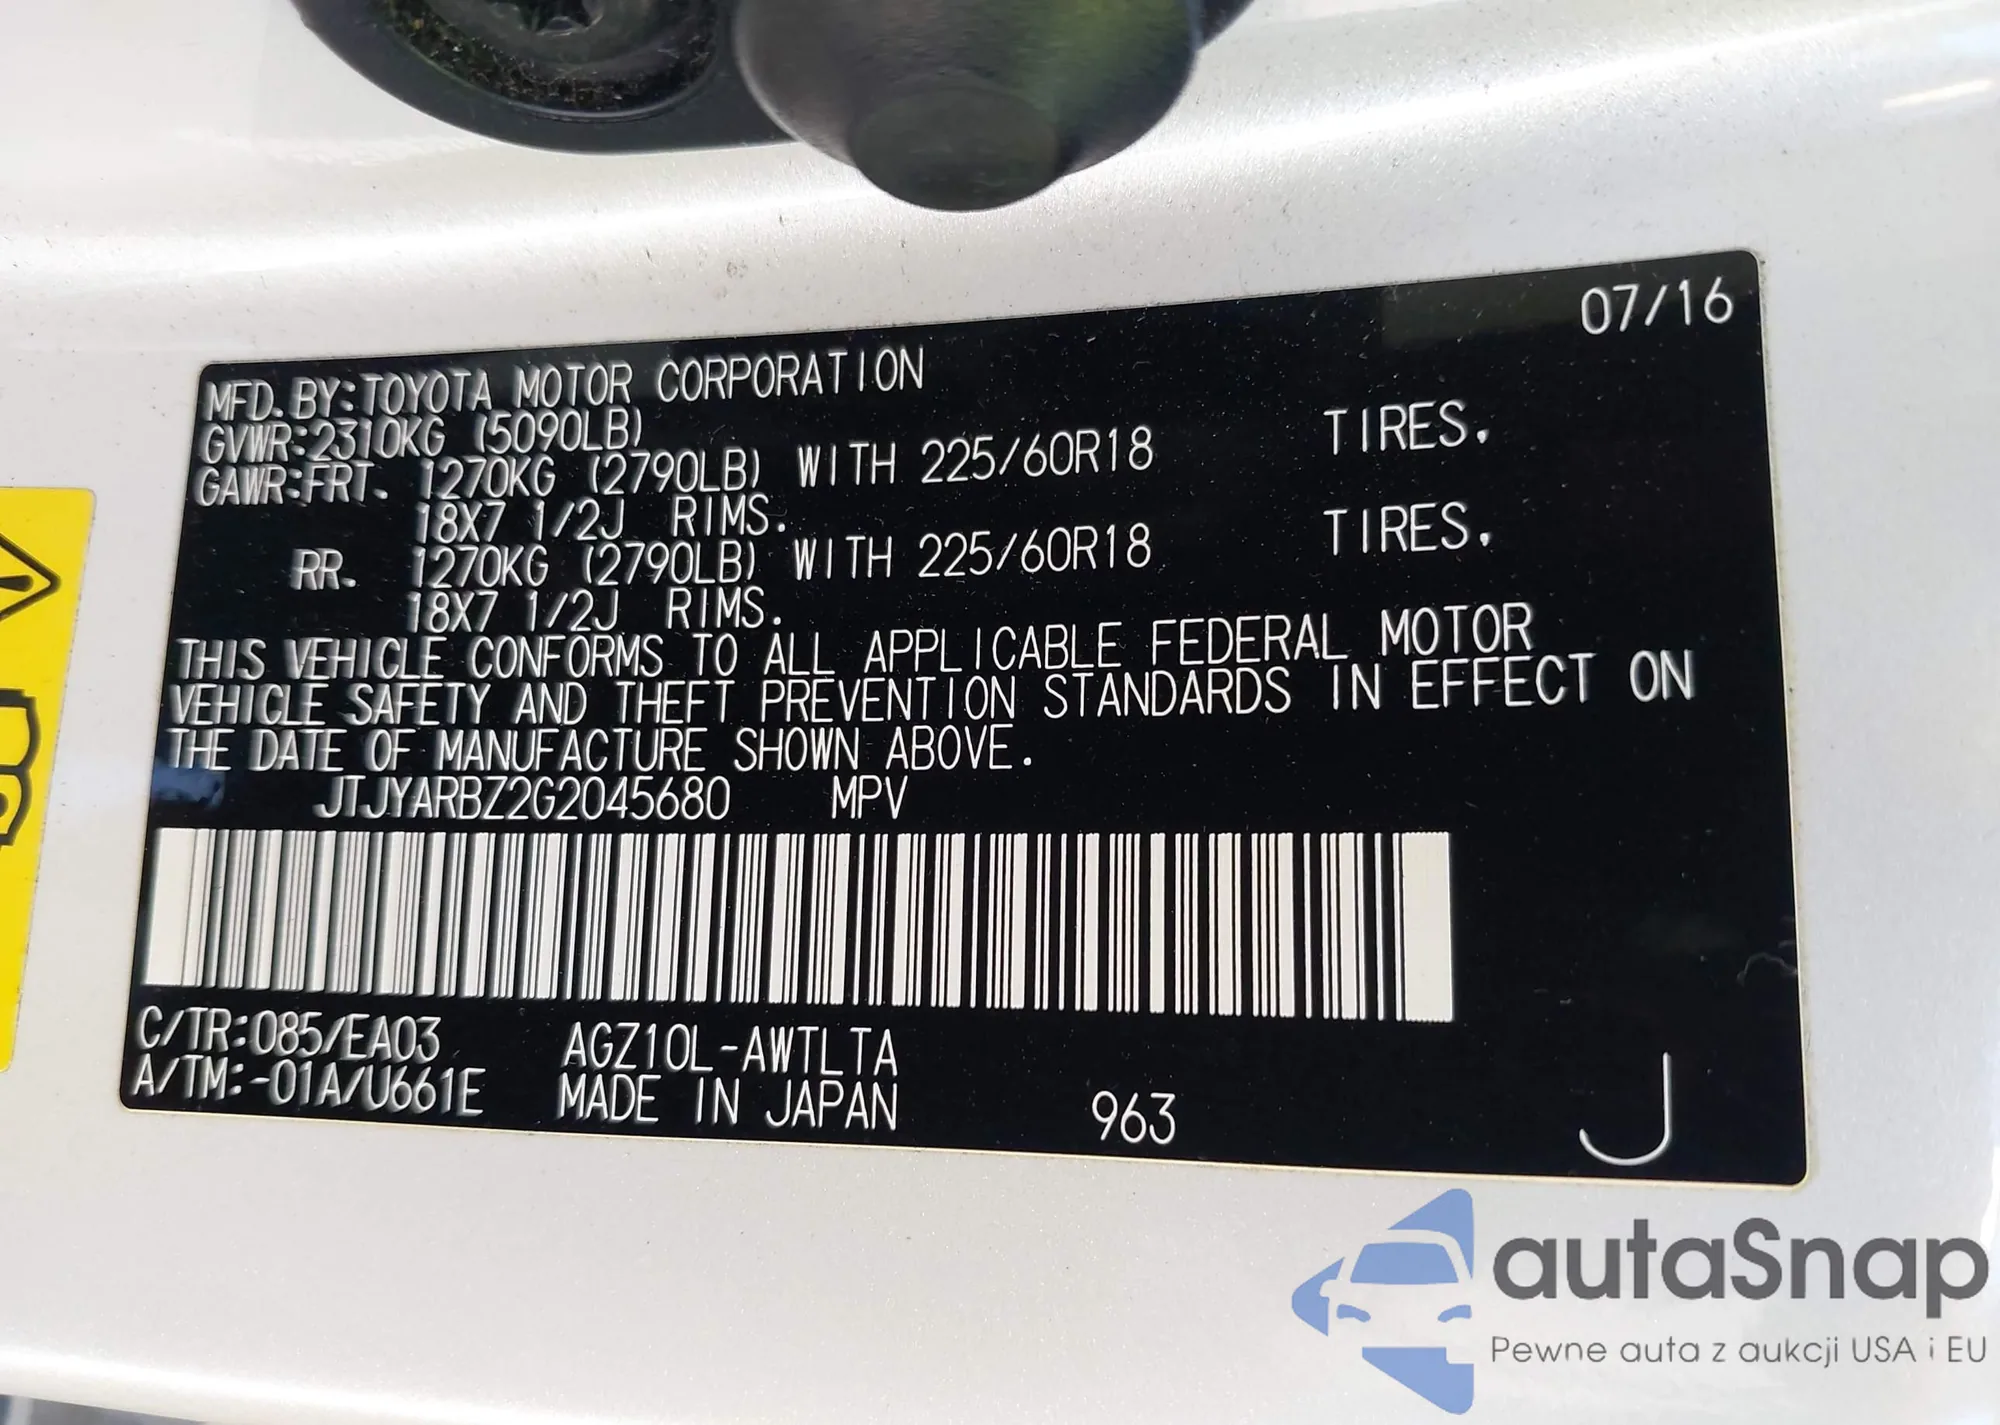 07/16
MFD. BY:TOYOTA MOTOR CORPORATION
GVWR:2310KG (5090LB)
GAWR:FRT. 1270KG (2790LB) WITH 225/60R18 TIRES.
18X7 1/2J RIMS.
RR. 1270KG (2790LB) WITH 225/60R18 TIRES.
18X7 1/2J RIMS.
THIS VEHICLE CONFORMS TO ALL APPLICABLE FEDERAL MOTOR
VEHICLE SAFETY AND THEFT PREVENTION STANDARDS IN EFFECT ON
THE DATE OF MANUFACTURE SHOWN ABOVE.
JTJYARBZ2G2045680 MPV
C/TR:085/EA03 AGZ10L-AWTLTA
A/TM:-01A/U661E MADE IN JAPAN 963 J
autaSnap
Pewne auta z aukcji USA i EU